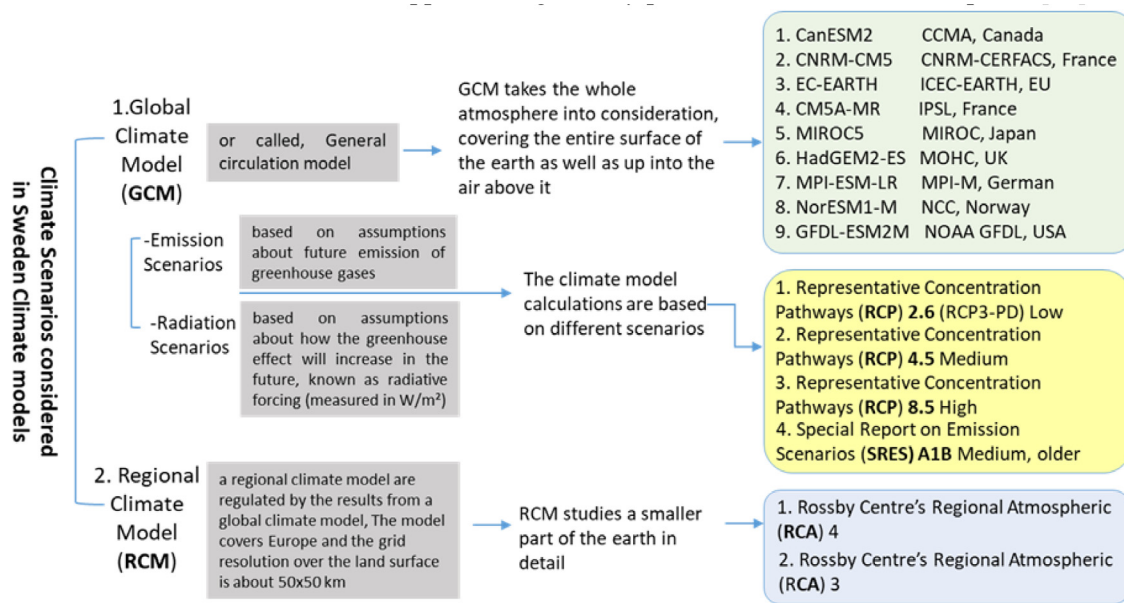 Climate Scenarios considered
in Sweden Climate models
1.Global
Climate
Model
(GCM)
or called, General
circulation model
GCM takes the whole
atmosphere into consideration,
covering the entire surface of
the earth as well as up into the
air above it
1. CanESM2 CCMA, Canada
2. CNRM-CM5 CNRM-CERFACS, France
3. EC-EARTH ICEC-EARTH, EU
4. CM5A-MR IPSL, France
5. MIROC5 MIROC, Japan
6. HadGEM2-ES MOHC, UK
7. MPI-ESM-LR MPI-M, German
8. NorESM1-M NCC, Norway
9. GFDL-ESM2M NOAA GFDL, USA
-Emission
Scenarios
based on assumptions
about future emission of
greenhouse gases
-Radiation
Scenarios
based on assumptions
about how the greenhouse
effect will increase in the
future, known as radiative
forcing (measured in W/m²)
The climate model
calculations are based
on different scenarios
1. Representative Concentration
Pathways (RCP) 2.6 (RCP3-PD) Low
2. Representative Concentration
Pathways (RCP) 4.5 Medium
3. Representative Concentration
Pathways (RCP) 8.5 High
4. Special Report on Emission
Scenarios (SRES) A1B Medium, older
2. Regional
Climate
Model
(RCM)
a regional climate model are
regulated by the results from a
global climate model, The model
covers Europe and the grid
resolution over the land surface
is about 50x50 km
RCM studies a smaller
part of the earth in
detail
1. Rossby Centre's Regional Atmospheric
(RCA) 4
2. Rossby Centre's Regional Atmospheric
(RCA) 3